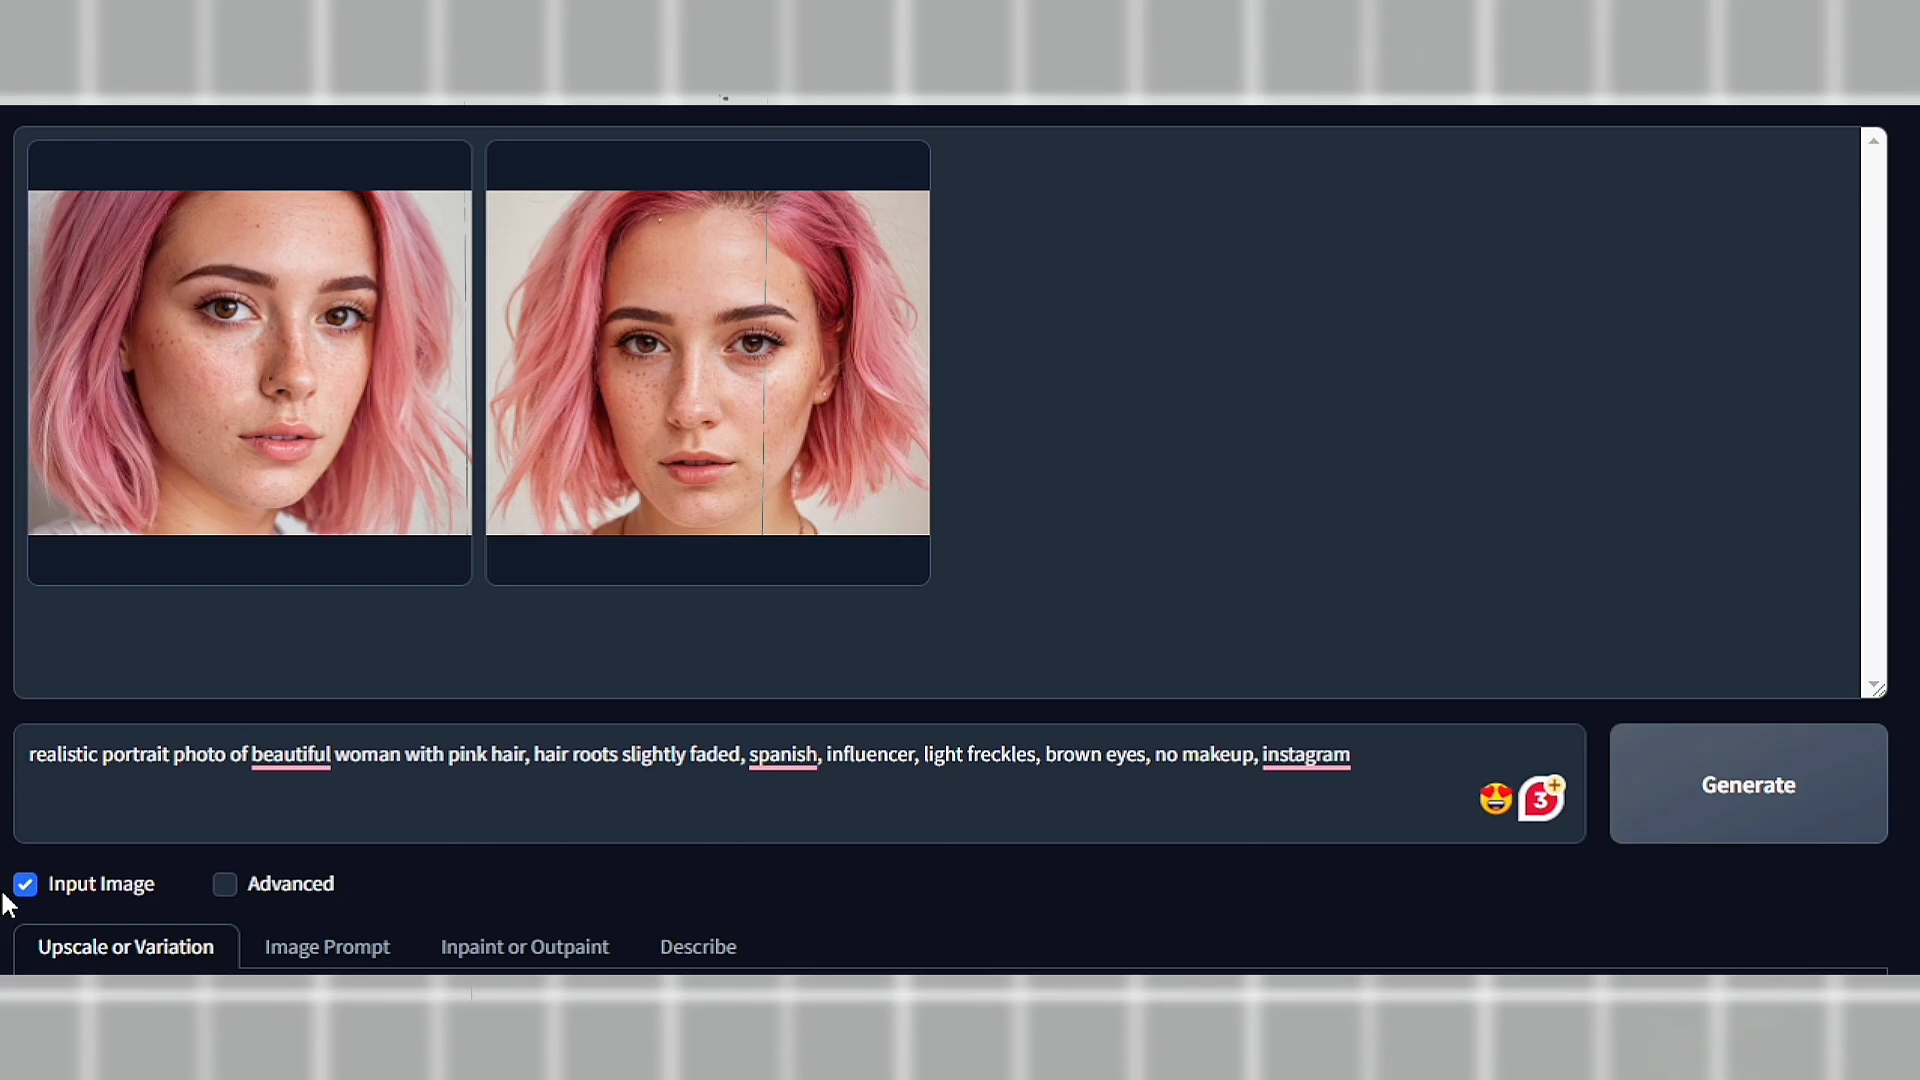 realistic portrait photo of beautiful woman with pink hair, hair roots slightly faded, spanish, influencer, light freckles, brown eyes, no makeup, instagram
3
Generate
Input Image Advanced
Upscale or Variation Image Prompt Inpaint or Outpaint Describe